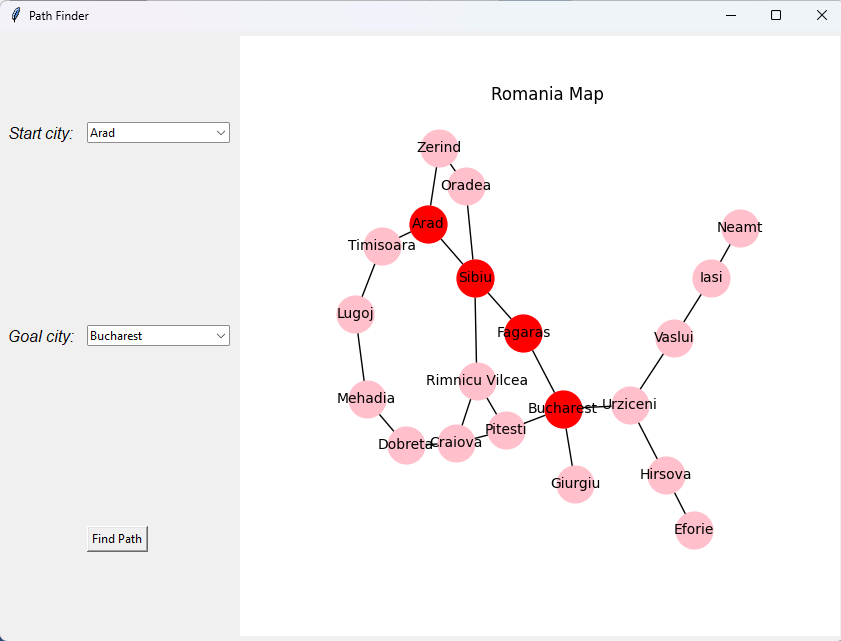 Path Finder
Romania Map
Start city:
Arad
Zerind
Oradea
Arad
Neamt
Timisoara
Sibiu
Iasi
Lugoj
Fagaras
Goal city:
Bucharest
Vaslui
Rimnicu Vilcea
Mehadia
Bucharest
Urziceni
Pitesti
Dobreta
Craiova
Hirsova
Giurgiu
Eforie
Find Path